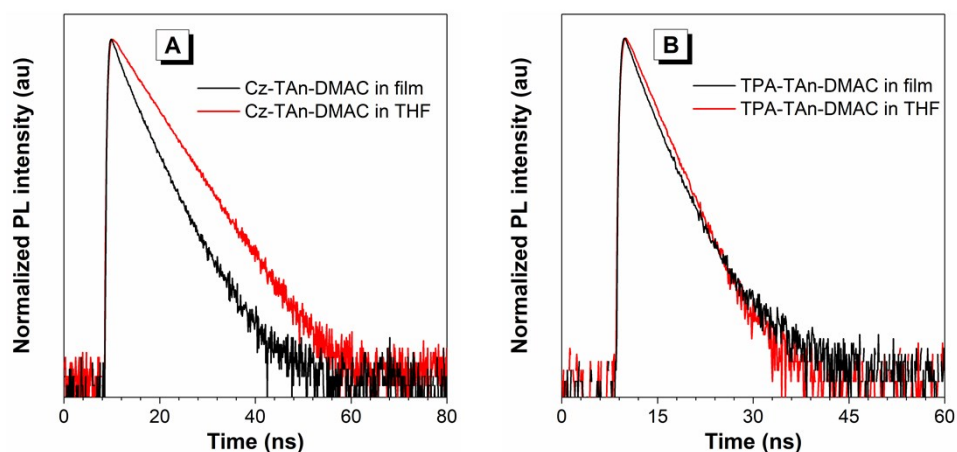 A
Cz-TAn-DMAC in film
Cz-TAn-DMAC in THF
Normalized PL intensity (au)
0 20 40 60 80
Time (ns)
B
TPA-TAn-DMAC in film
TPA-TAn-DMAC in THF
Normalized PL intensity (au)
0 15 30 45 60
Time (ns)